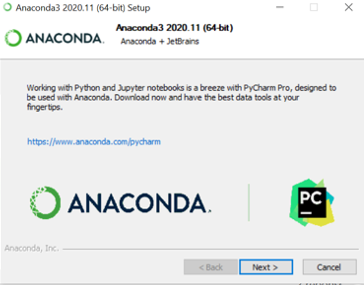 Anaconda3 2020.11 (64-bit) Setup
ANACONDA.
Anaconda3 2020.11 (64-bit)
Anaconda + JetBrains
Working with Python and Jupyter notebooks is a breeze with PyCharm Pro, designed to
be used with Anaconda. Download now and have the best data tools at your
fingertips.
https://www.anaconda.com/pycharm
ANACONDA.
PC
Anaconda, Inc.
< Back
Next >
Cancel